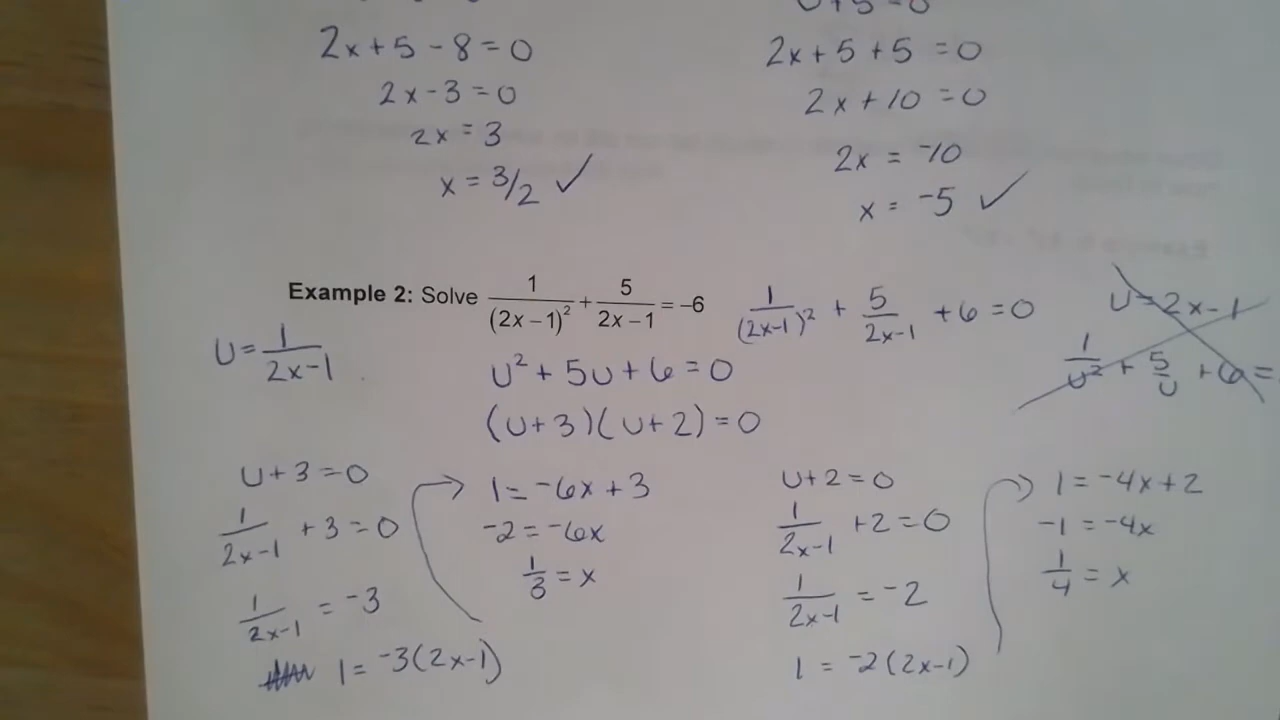 U + 5 = 0
2x + 5 - 8 = 0
2x - 3 = 0
2x = 3
x = 3/2 ✓
2x + 5 + 5 = 0
2x + 10 = 0
2x = -10
x = -5 ✓
Example 2: Solve 1/(2x – 1)² + 5/(2x – 1) = –6
1/(2x-1)² + 5/(2x-1) + 6 = 0
U = 2x - 1
1/U² + 5/U + 6 =
U = 1/(2x-1)
U² + 5U + 6 = 0
(U + 3)(U + 2) = 0
U + 3 = 0
1/(2x-1) + 3 = 0
1/(2x-1) = -3
1 = -3(2x-1)
1 = -6x + 3
-2 = -6x
1/3 = x
U + 2 = 0
1/(2x-1) + 2 = 0
1/(2x-1) = -2
1 = -2(2x-1)
1 = -4x + 2
-1 = -4x
1/4 = x